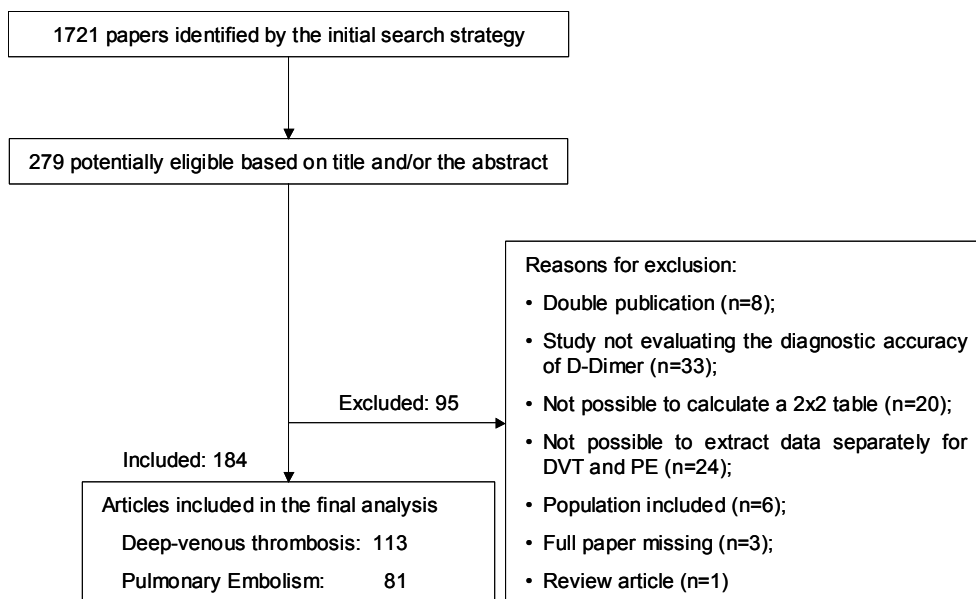 1721 papers identified by the initial search strategy
279 potentially eligible based on title and/or the abstract
Reasons for exclusion:
• Double publication (n=8);
• Study not evaluating the diagnostic accuracy
of D-Dimer (n=33);
• Not possible to calculate a 2x2 table (n=20);
• Not possible to extract data separately for
DVT and PE (n=24);
• Population included (n=6);
• Full paper missing (n=3);
• Review article (n=1)
Excluded: 95
Included: 184
Articles included in the final analysis
Deep-venous thrombosis: 113
Pulmonary Embolism: 81